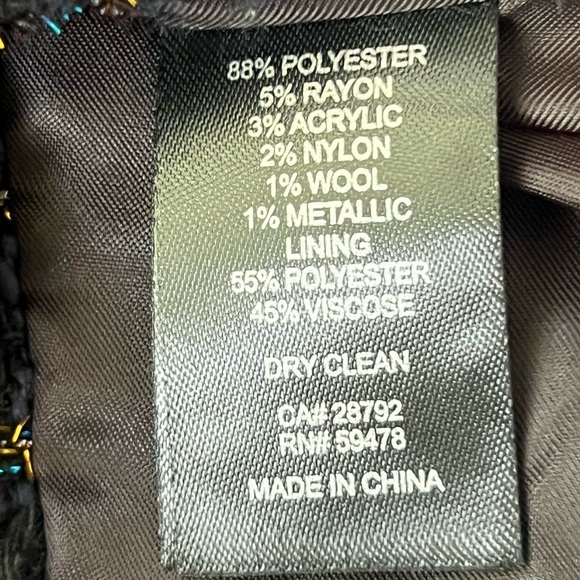 88% POLYESTER
5% RAYON
3% ACRYLIC
2% NYLON
1% WOOL
1% METALLIC
LINING
55% POLYESTER
45% VISCOSE
DRY CLEAN
CA# 28792
RN# 59478
MADE IN CHINA